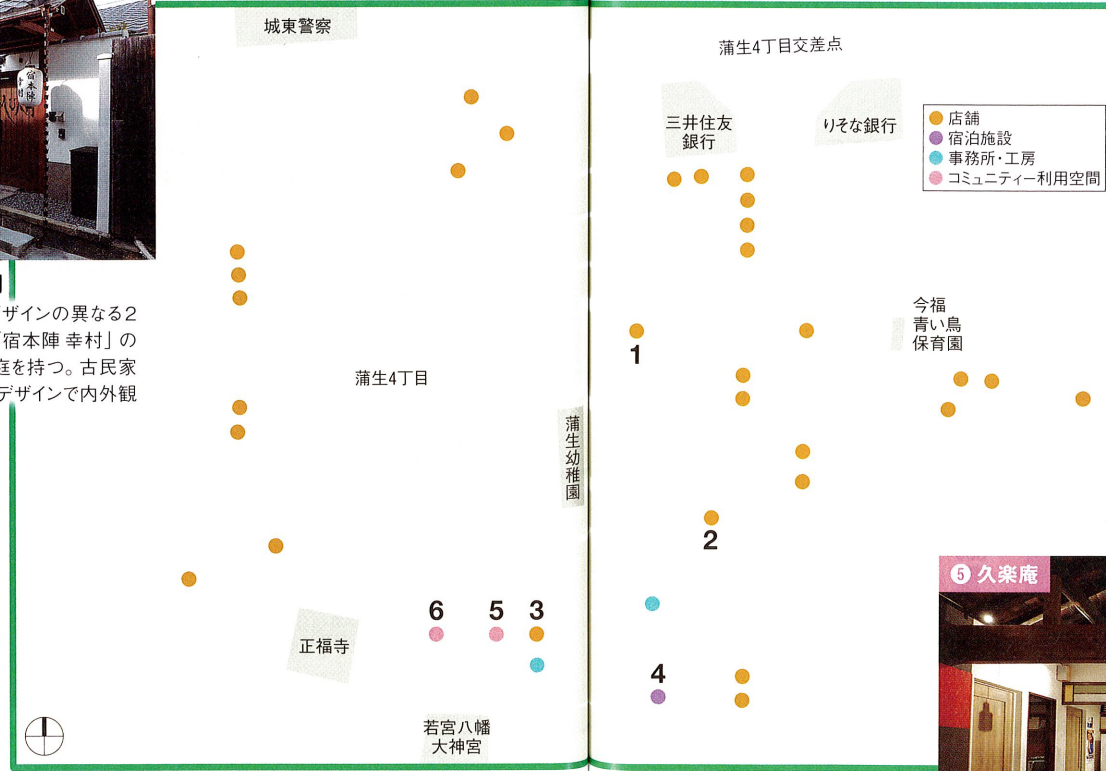 宿本陣
幸村
ザインの異なる2
「宿本陣 幸村」の
庭を持つ。古民家
デザインで内外観
城東警察
蒲生4丁目
蒲生幼稚園
正福寺
6
5
3
若宮八幡
大神宮
蒲生4丁目交差点
三井住友
銀行
りそな銀行
店舗
宿泊施設
事務所・工房
コミュニティー利用空間
今福
青い鳥
保育園
1
2
4
❺ 久楽庵